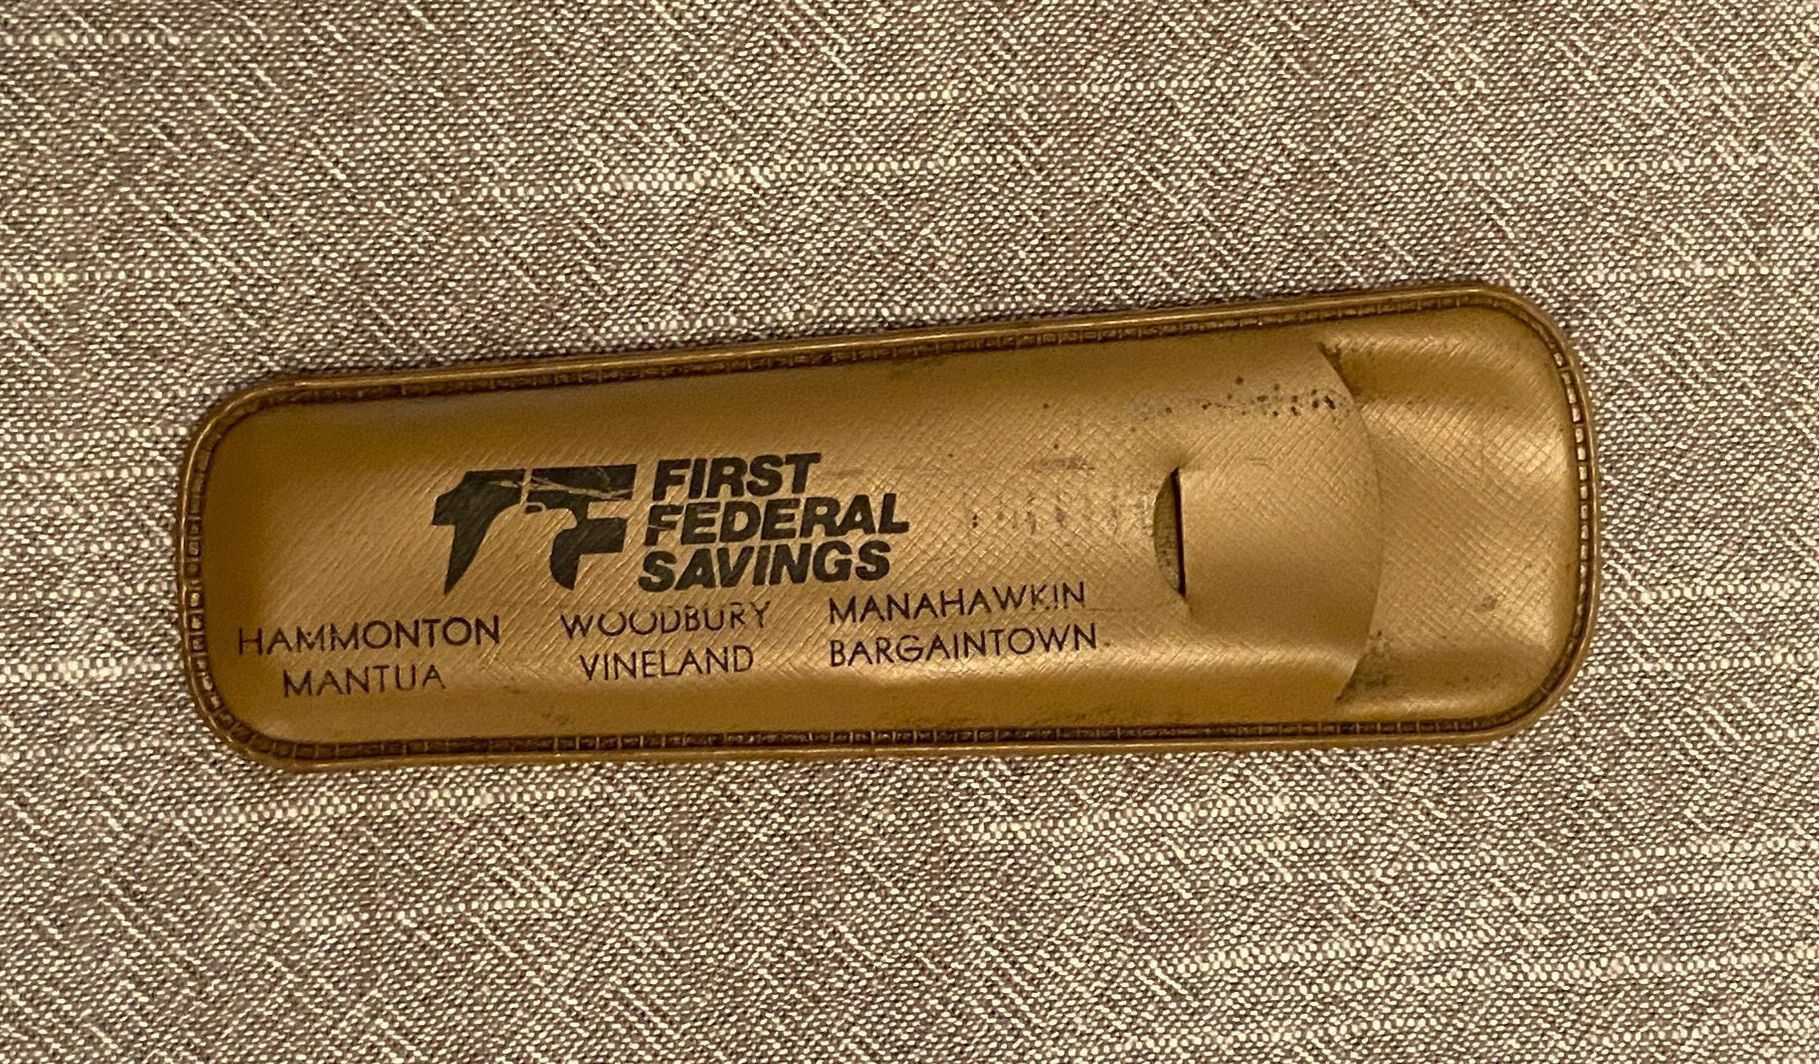 FIRST
FEDERAL
SAVINGS
HAMMONTON WOODBURY MANAHAWKIN
MANTUA VINELAND BARGAINTOWN